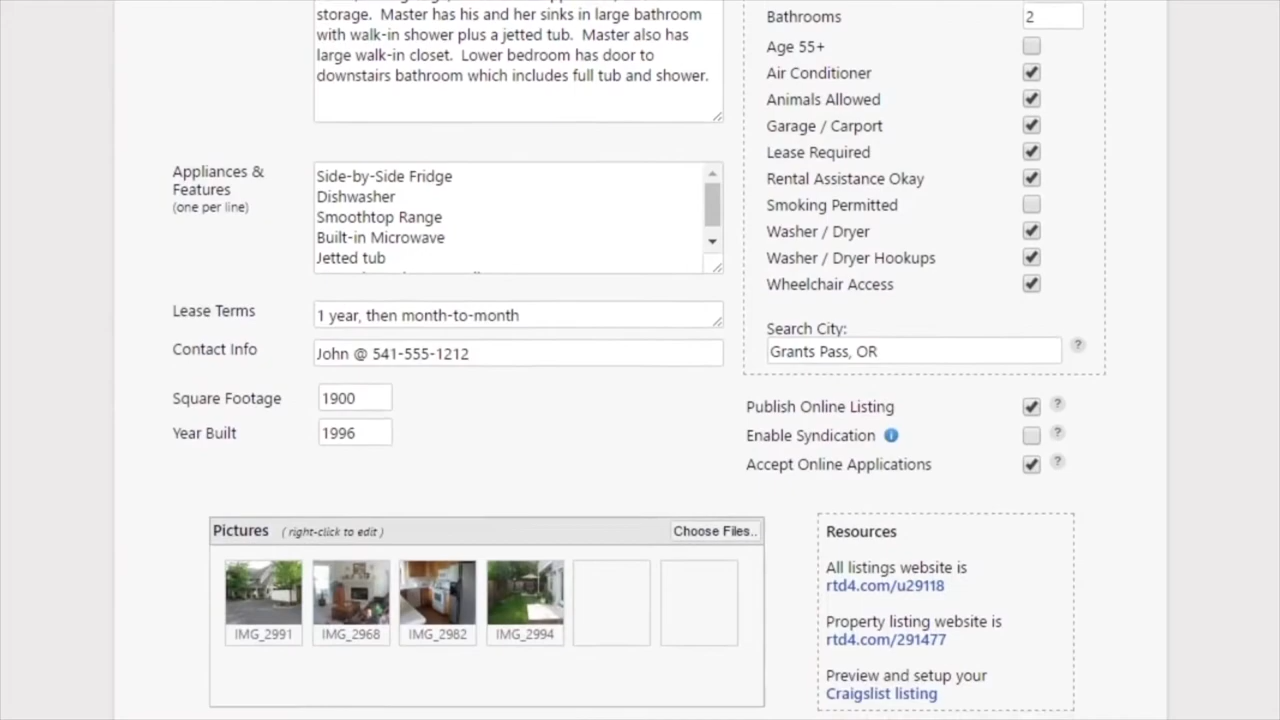 storage. Master has his and her sinks in large bathroom
with walk-in shower plus a jetted tub. Master also has
large walk-in closet. Lower bedroom has door to
downstairs bathroom which includes full tub and shower.
Appliances &
Features
(one per line)
Side-by-Side Fridge
Dishwasher
Smoothtop Range
Built-in Microwave
Jetted tub
Lease Terms
1 year, then month-to-month
Contact Info
John @ 541-555-1212
Square Footage
1900
Year Built
1996
Bathrooms
2
Age 55+
Air Conditioner
Animals Allowed
Garage / Carport
Lease Required
Rental Assistance Okay
Smoking Permitted
Washer / Dryer
Washer / Dryer Hookups
Wheelchair Access
Search City:
Grants Pass, OR
?
Publish Online Listing
?
Enable Syndication i
?
Accept Online Applications
?
Pictures ( right-click to edit )
Choose Files..
IMG_2991
IMG_2968
IMG_2982
IMG_2994
Resources
All listings website is
rtd4.com/u29118
Property listing website is
rtd4.com/291477
Preview and setup your
Craigslist listing